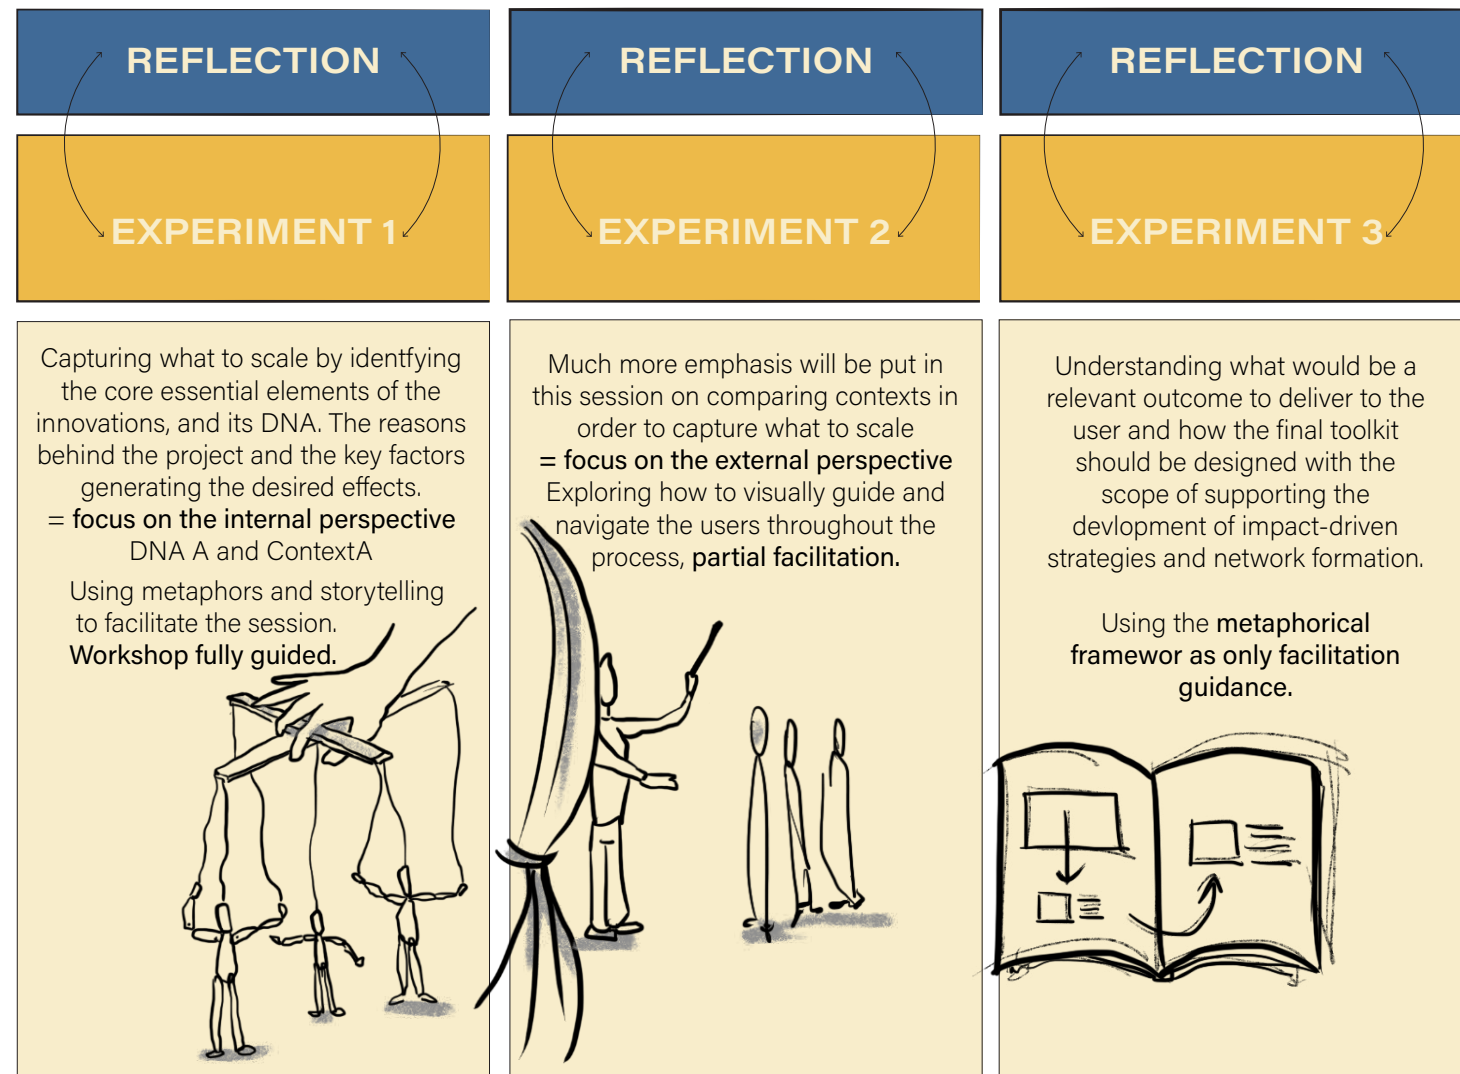 REFLECTION
EXPERIMENT 1
Capturing what to scale by identfying
the core essential elements of the
innovations, and its DNA. The reasons
behind the project and the key factors
generating the desired effects.
= focus on the internal perspective
DNA A and ContextA
Using metaphors and storytelling
to facilitate the session.
Workshop fully guided.
REFLECTION
EXPERIMENT 2
Much more emphasis will be put in
this session on comparing contexts in
order to capture what to scale
= focus on the external perspective
Exploring how to visually guide and
navigate the users throughout the
process, partial facilitation.
REFLECTION
EXPERIMENT 3
Understanding what would be a
relevant outcome to deliver to the
user and how the final toolkit
should be designed with the
scope of supporting the
devlopment of impact-driven
strategies and network formation.
Using the metaphorical
framewor as only facilitation
guidance.